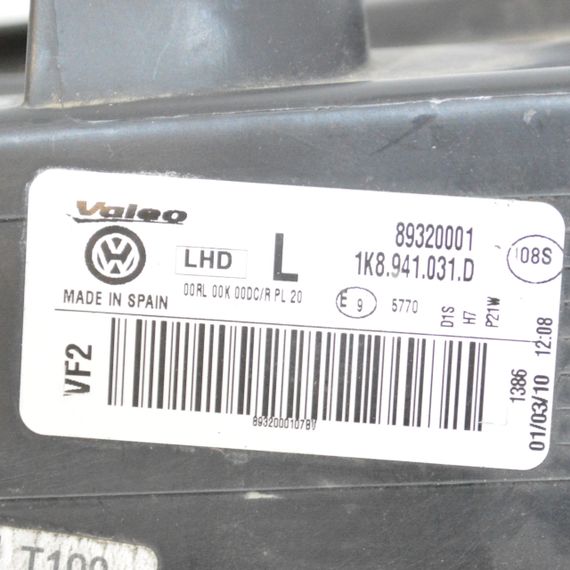 Valeo
89320001
LHD L 1K8.941.031.D 108S
00RL 00K 00DC/R PL 20
E 9 5770
D1S
H7
P21W
MADE IN SPAIN
VF2
1386
01/03/10 12:08
T100